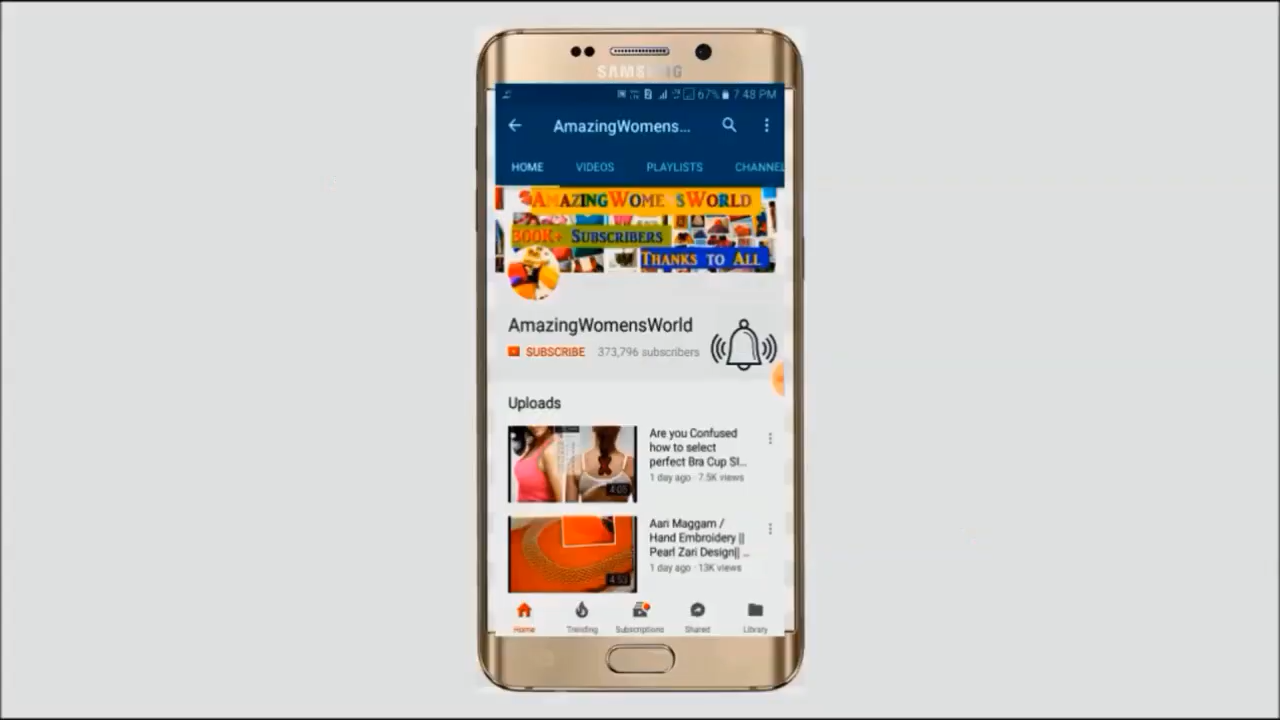 SAMSUNG
67% 7:48 PM
AmazingWomens...
HOME VIDEOS PLAYLISTS CHANNEL
AMAZINGWOMENSWORLD
300K+ SUBSCRIBERS
THANKS TO ALL
AmazingWomensWorld
SUBSCRIBE 373,796 subscribers
Uploads
Are you Confused
how to select
perfect Bra Cup SI...
1 day ago · 7.5K views
4:05
Aari Maggam /
Hand Embroidery ||
Pearl Zari Design|| ...
1 day ago · 13K views
4:53
Home Trending Subscriptions Shared Library